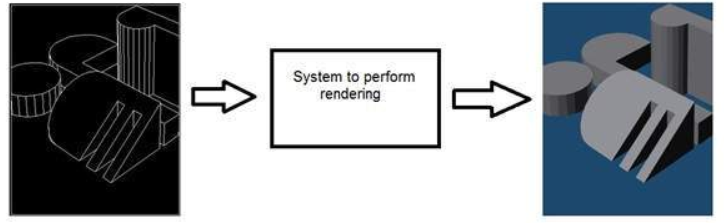 System to perform
rendering